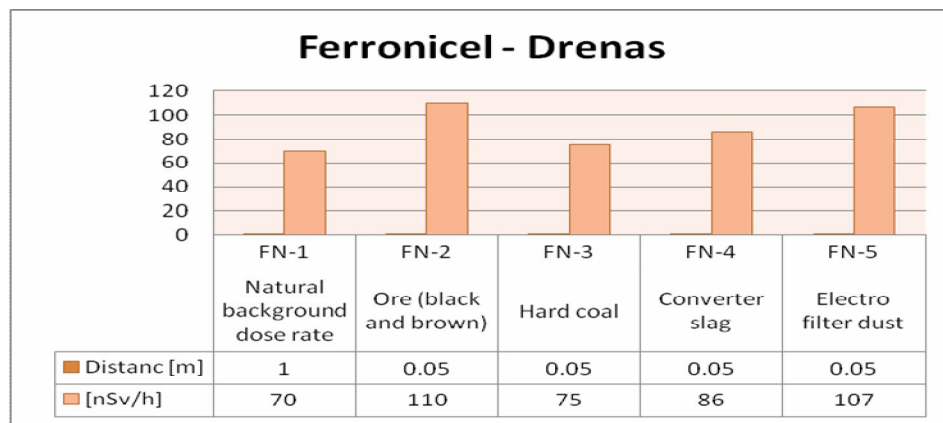 Ferronicel - Drenas
120
100
80
60
40
20
0
FN-1 FN-2 FN-3 FN-4 FN-5
Natural background dose rate
Ore (black and brown)
Hard coal
Converter slag
Electro filter dust
Distanc [m] 1 0.05 0.05 0.05 0.05
[nSv/h] 70 110 75 86 107